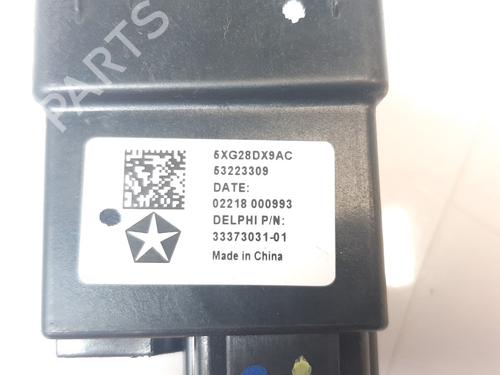 PARTS
5XG28DX9AC
53223309
DATE:
02218 000993
DELPHI P/N:
33373031-01
Made in China